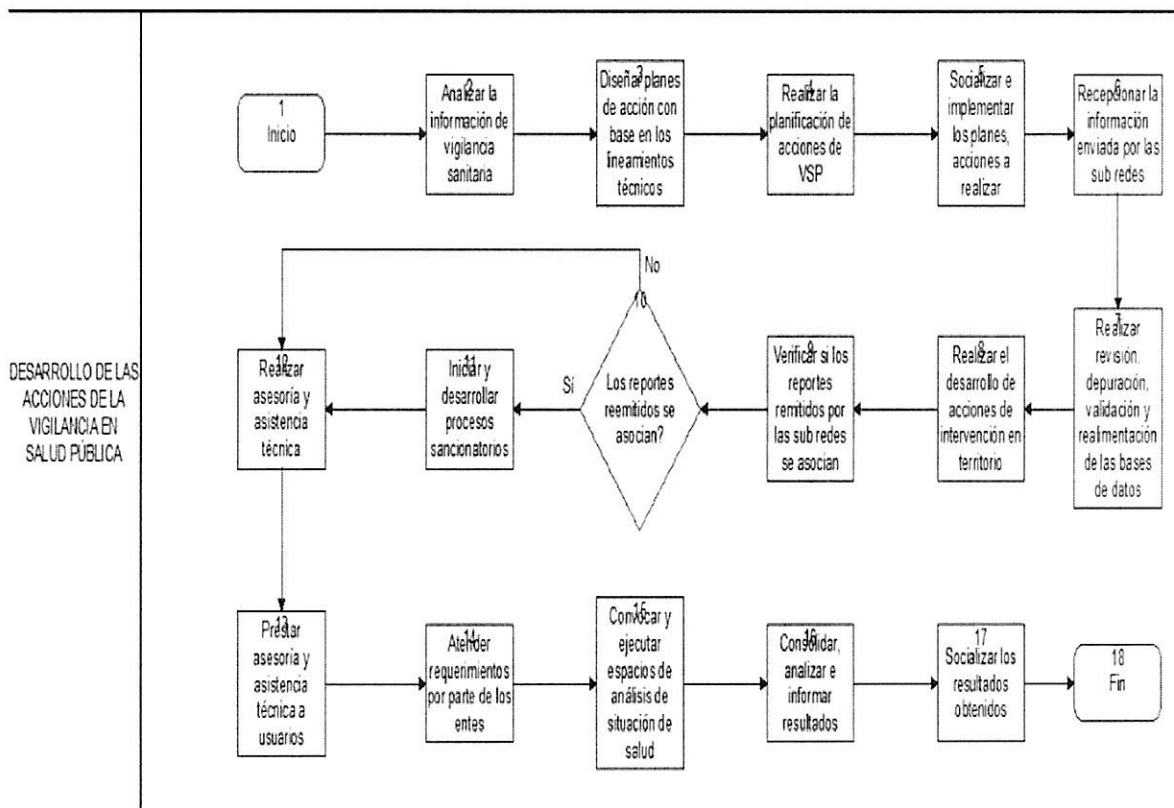 DESARROLLO DE LAS
ACCIONES DE LA
VIGILANCIA EN
SALUD PÚBLICA
1
Inicio
2
Analizar la
información de
vigilancia
sanitaria
3
Diseñar planes
de acción con
base en los
lineamientos
técnicos
4
Realizar la
planificación de
acciones de
VSP
5
Socializar e
implementar
los planes,
acciones a
realizar
6
Recepcionar la
información
enviada por las
sub redes
7
Realizar
revisión,
depuración,
validación y
realimentación
de las bases
de datos
8
Realizar el
desarrollo de
acciones de
intervención en
territorio
9
Verificar si los
reportes
remitidos por
las sub redes
se asocian
10
Los reportes
reemitidos se
asocian?
No
Sí
11
Iniciar y
desarrollar
procesos
sancionatorios
12
Realizar
asesoría y
asistencia
técnica
13
Prestar
asesoría y
asistencia
técnica a
usuarios
14
Atender
requerimientos
por parte de los
entes
15
Convocar y
ejecutar
espacios de
análisis de
situación de
salud
16
Consolidar,
analizar e
informar
resultados
17
Socializar los
resultados
obtenidos
18
Fin